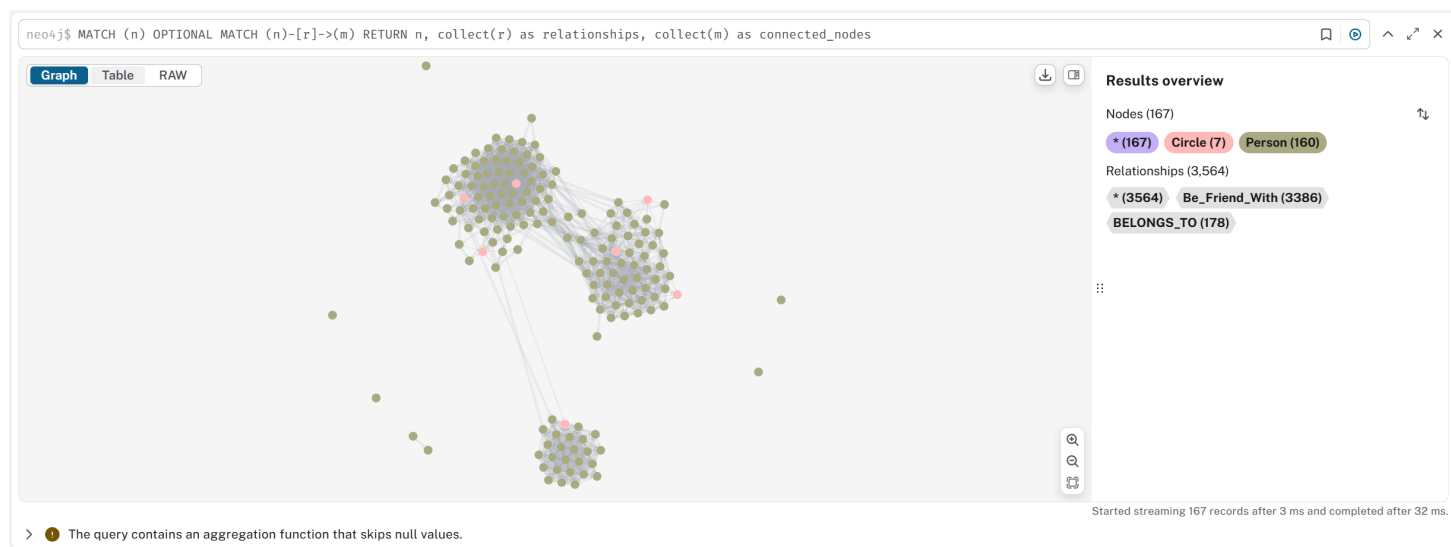 neo4j$ MATCH (n) OPTIONAL MATCH (n)-[r]->(m) RETURN n, collect(r) as relationships, collect(m) as connected_nodes
Graph Table RAW
Results overview
Nodes (167)
* (167) Circle (7) Person (160)
Relationships (3,564)
* (3564) Be_Friend_With (3386)
BELONGS_TO (178)
Started streaming 167 records after 3 ms and completed after 32 ms.
The query contains an aggregation function that skips null values.